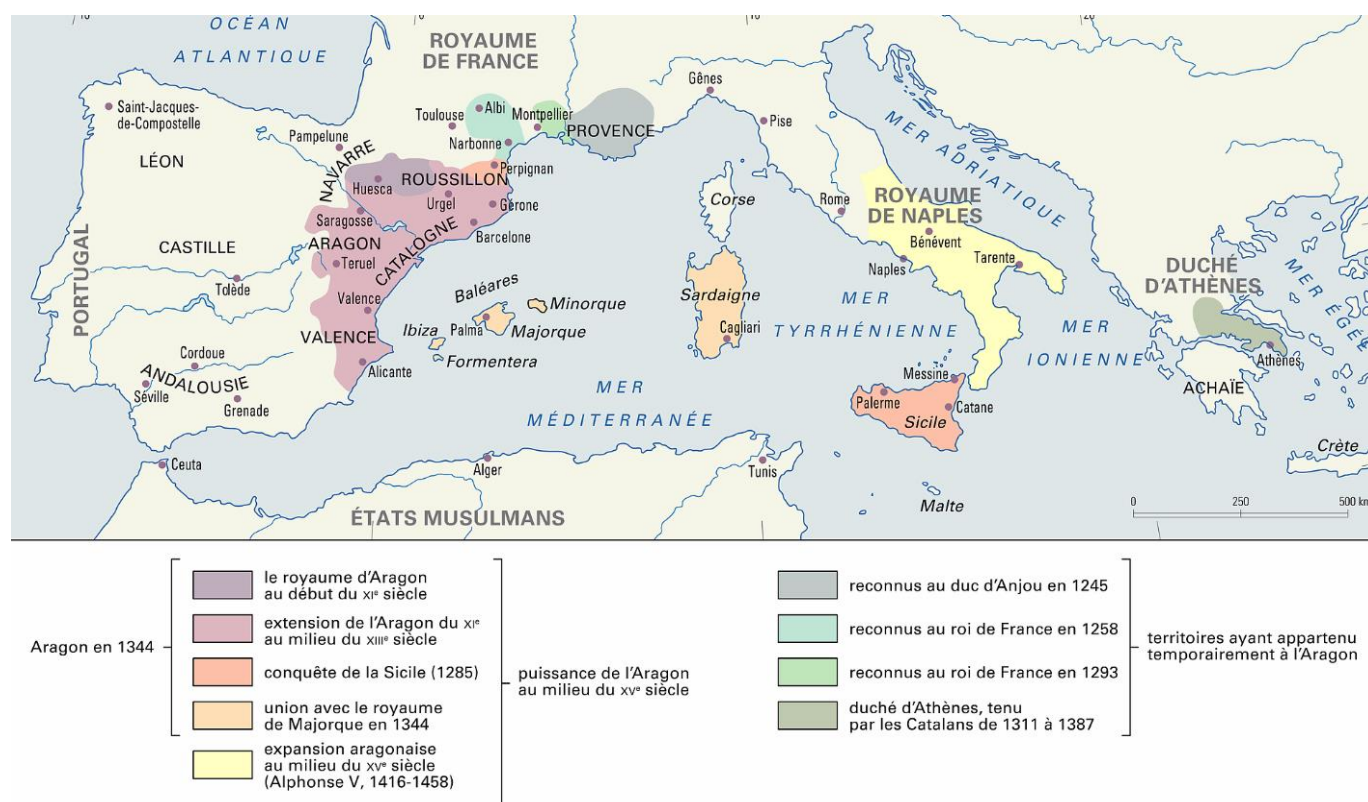 10
0
10
20
OCÉAN
ATLANTIQUE
ROYAUME
DE FRANCE
Gênes
Saint-Jacques-
de-Compostelle
Albi
Toulouse
Montpellier
PROVENCE
Pise
Pampelune
Narbonne
MER ADRIATIQUE
LÉON
NAVARRE
Perpignan
ROUSSILLON
Huesca
Urgel
Gérone
Corse
Rome
ROYAUME
DE NAPLES
Saragosse
Barcelone
Bénévent
CASTILLE
ARAGON
CATALOGNE
Teruel
Naples
Tarente
DUCHÉ
D'ATHÈNES
MER ÉGÉE
PORTUGAL
Tolède
Baléares
Minorque
Sardaigne
MER
TYRRHÉNIENNE
Valence
Palma
Majorque
Cagliari
MER
IONIENNE
VALENCE
Ibiza
Formentera
Athènes
Cordoue
Alicante
ANDALOUSIE
Messine
ACHAÏE
Séville
Grenade
MER
MÉDITERRANÉE
Palerme
Catane
Sicile
Ceuta
Alger
Tunis
Crète
Malte
0 250 500 km
ÉTATS MUSULMANS
Aragon en 1344
le royaume d'Aragon
au début du XIe siècle
extension de l'Aragon du XIe
au milieu du XIIIe siècle
conquête de la Sicile (1285)
union avec le royaume
de Majorque en 1344
expansion aragonaise
au milieu du XVe siècle
(Alphonse V, 1416-1458)
puissance de l'Aragon
au milieu du XVe siècle
reconnus au duc d'Anjou en 1245
reconnus au roi de France en 1258
reconnus au roi de France en 1293
duché d'Athènes, tenu
par les Catalans de 1311 à 1387
territoires ayant appartenu
temporairement à l'Aragon